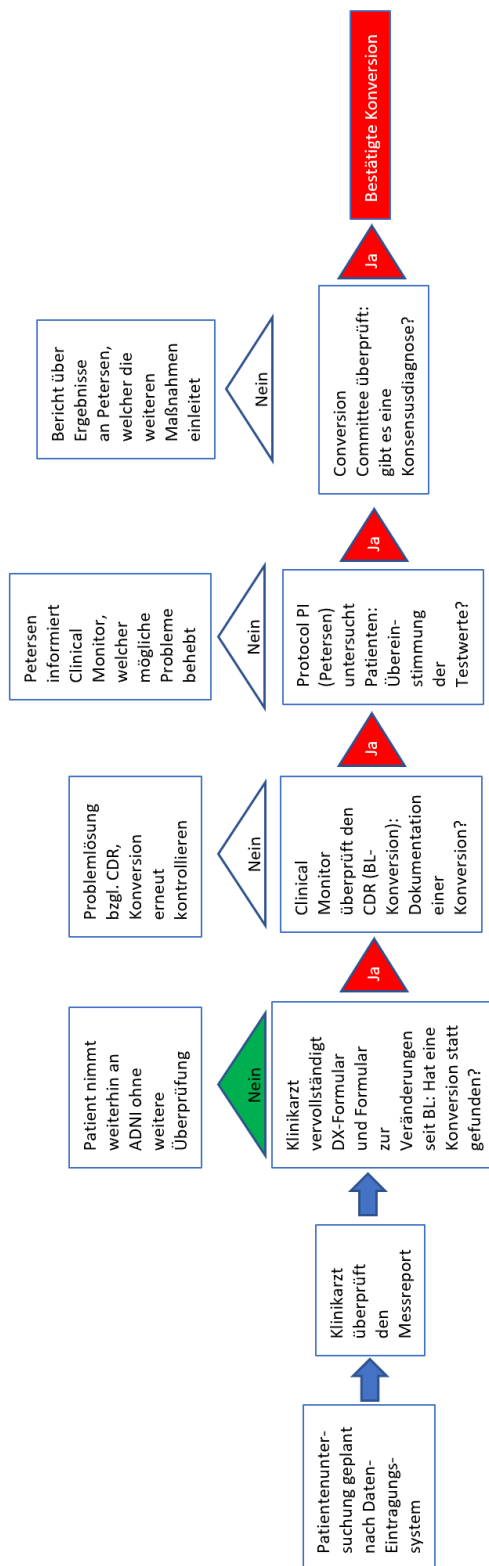 Patientenunter-
suchung geplant
nach Daten-
Eintragungs-
system
Klinikarzt
überprüft
den
Messreport
Klinikarzt
vervollständigt
DX-Formular
und Formular
zur
Veränderungen
seit BL: Hat eine
Konversion statt
gefunden?
Nein
Patient nimmt
weiterhin an
ADNI ohne
weitere
Überprüfung
Ja
Clinical
Monitor
überprüft den
CDR (BL-
Konversion):
Dokumentation
einer
Konversion?
Nein
Problemlösung
bzgl. CDR,
Konversion
erneut
kontrollieren
Ja
Protocol PI
(Petersen)
untersucht
Patienten:
Überein-
stimmung
der
Testwerte?
Nein
Petersen
informiert
Clinical
Monitor,
welcher
mögliche
Probleme
behebt
Ja
Conversion
Committee überprüft:
gibt es eine
Konsensusdiagnose?
Nein
Bericht über
Ergebnisse
an Petersen,
welcher die
weiteren
Maßnahmen
einleitet
Ja
Bestätigte Konversion